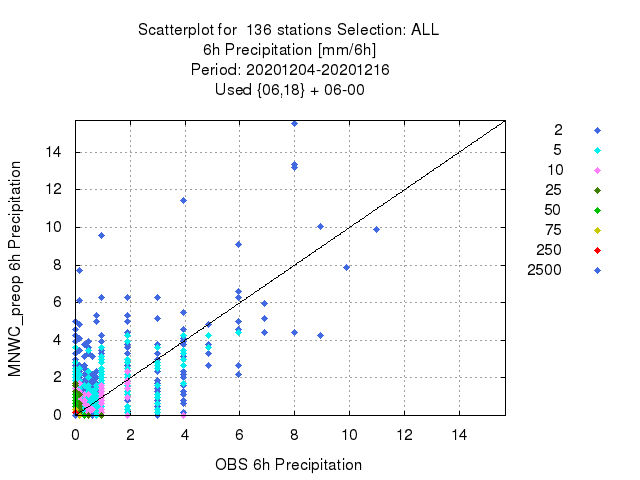 Scatterplot for  136 stations Selection: ALL
6h Precipitation [mm/6h]
Period: 20201204-20201216
Used {06,18} + 06-00
MNWC_preop 6h Precipitation
14
12
10
8
6
4
2
0
0 2 4 6 8 10 12 14
OBS 6h Precipitation
2
5
10
25
50
75
250
2500